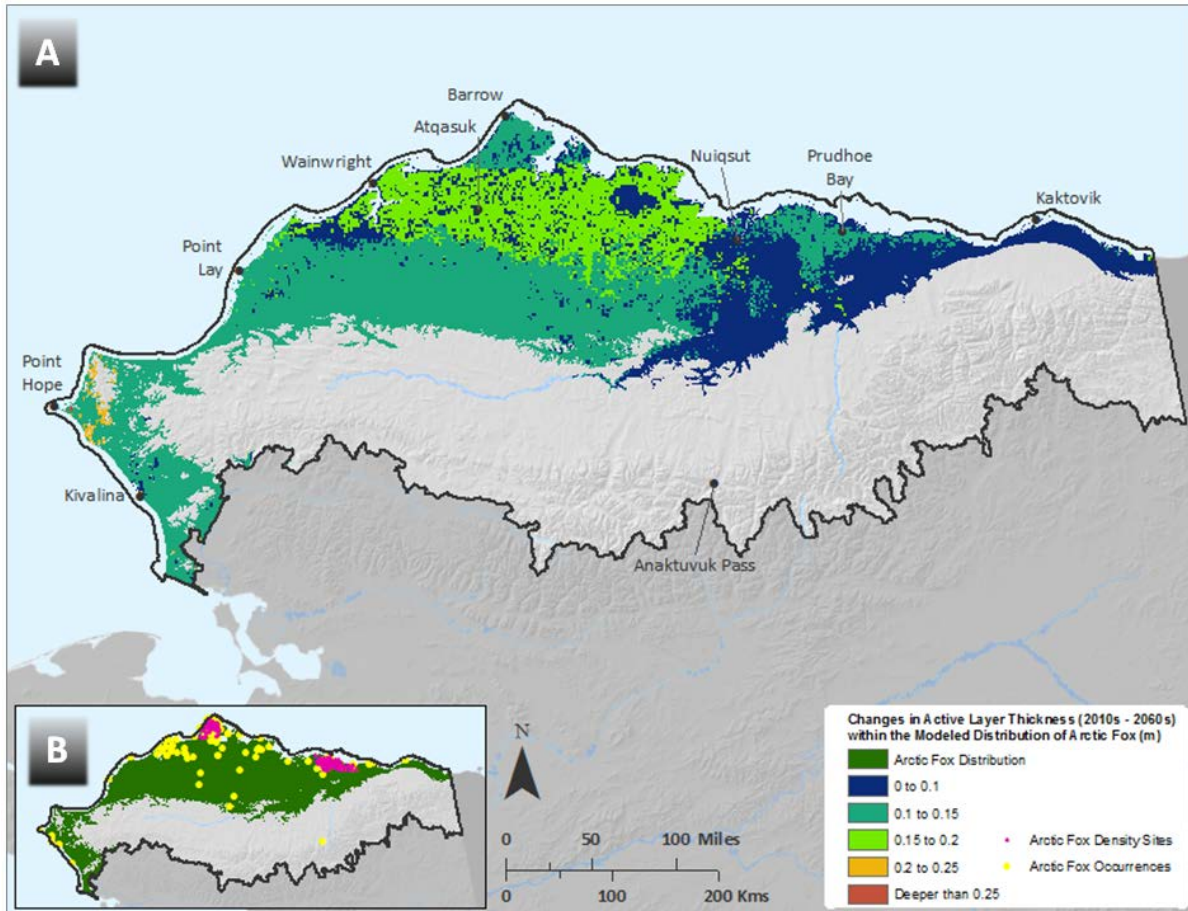 A
Barrow
Atqasuk
Wainwright
Nuiqsut
Prudhoe
Bay
Kaktovik
Point
Lay
Point
Hope
Kivalina
Anaktuvuk Pass
B
N
0 50 100 Miles
0 100 200 Kms
Changes in Active Layer Thickness (2010s - 2060s)
within the Modeled Distribution of Arctic Fox (m)
Arctic Fox Distribution
0 to 0.1
0.1 to 0.15
0.15 to 0.2
0.2 to 0.25
Deeper than 0.25
Arctic Fox Density Sites
Arctic Fox Occurrences